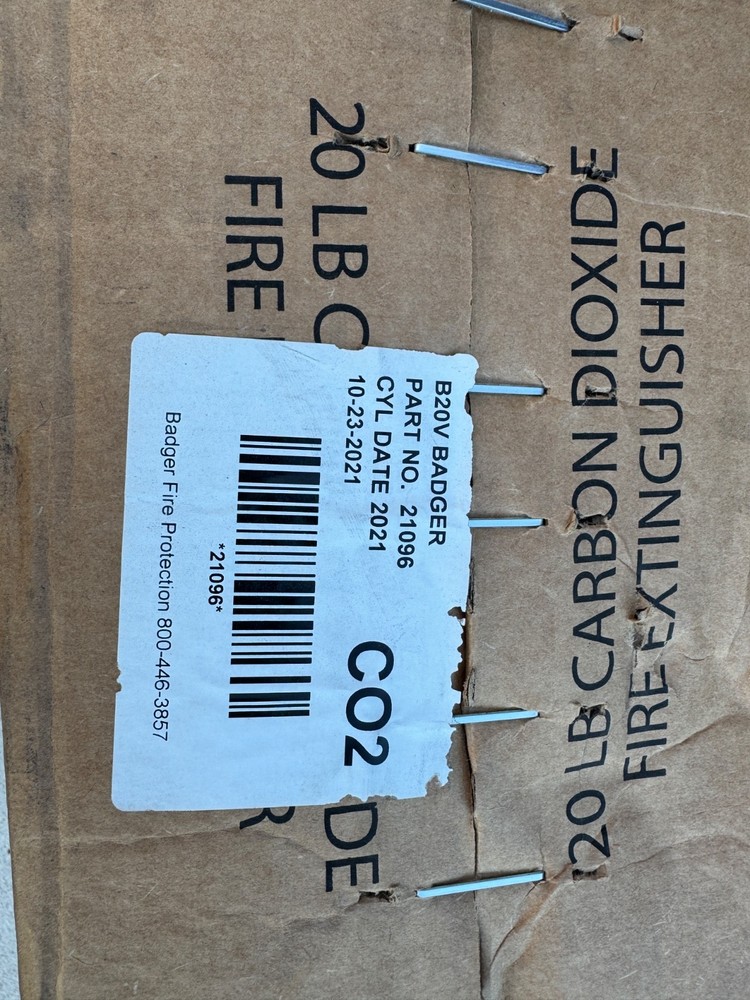 20 LB CARBON DIOXIDE
FIRE EXTINGUISHER
B20V BADGER
PART NO. 21096
CYL DATE 2021
10-23-2021
CO2
*21096*
Badger Fire Protection 800-446-3857
20 LB C DE
FIRE R